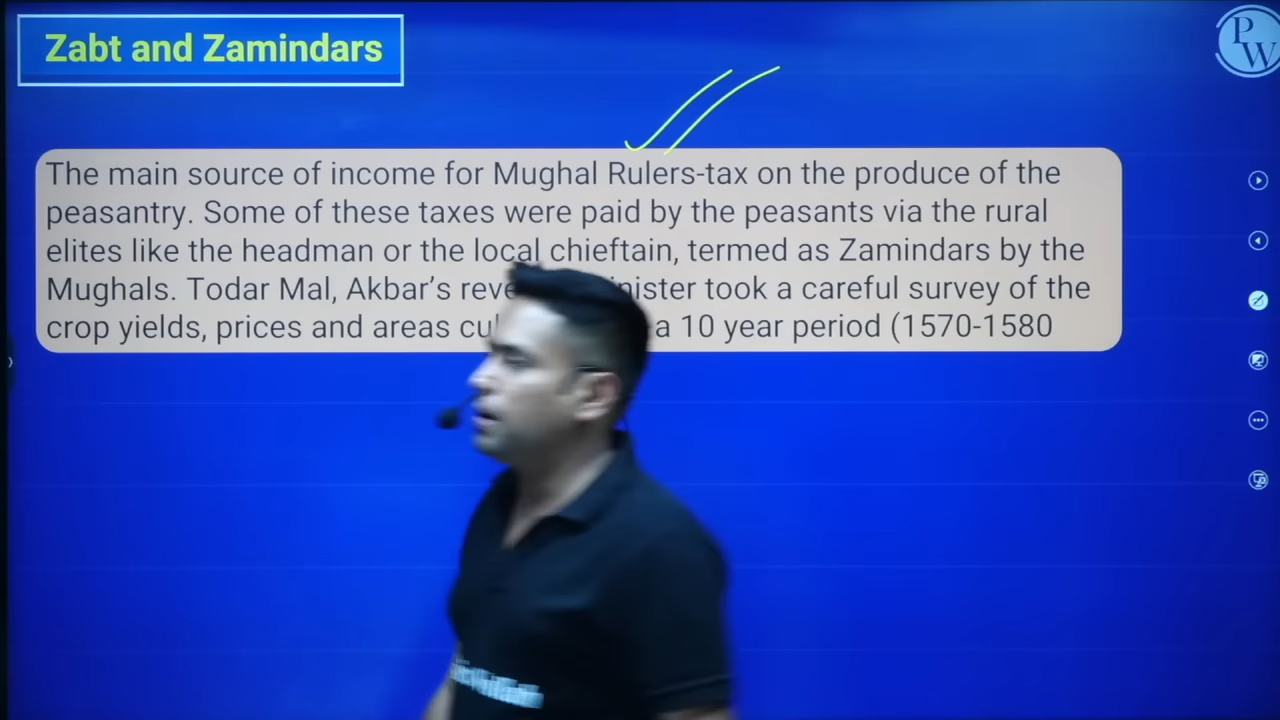 Zabt and Zamindars
PW
The main source of income for Mughal Rulers-tax on the produce of the
peasantry. Some of these taxes were paid by the peasants via the rural
elites like the headman or the local chieftain, termed as Zamindars by the
Mughals. Todar Mal, Akbar's took a careful survey of the
crop yields, prices and areas a 10 year period (1570-1580